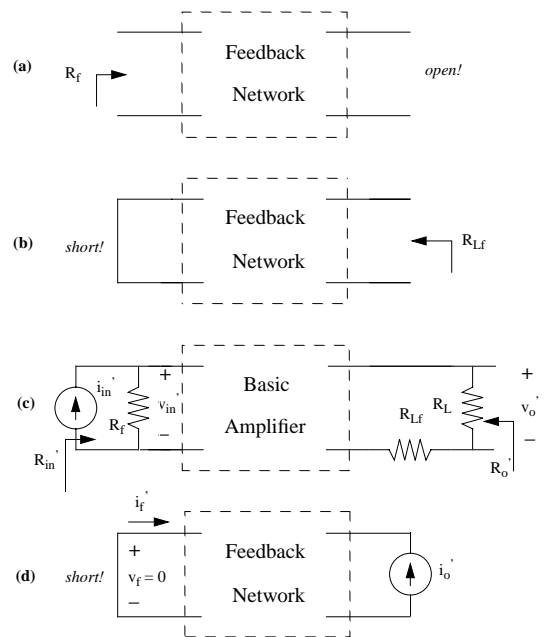 (a)
R_f
Feedback
Network
open!
(b)
short!
Feedback
Network
R_Lf
(c)
i_in'
R_in'
R_f
+
v_in'
–
Basic
Amplifier
R_Lf
R_L
+
v_o'
–
R_o'
(d)
short!
i_f'
+
v_f = 0
–
Feedback
Network
i_o'